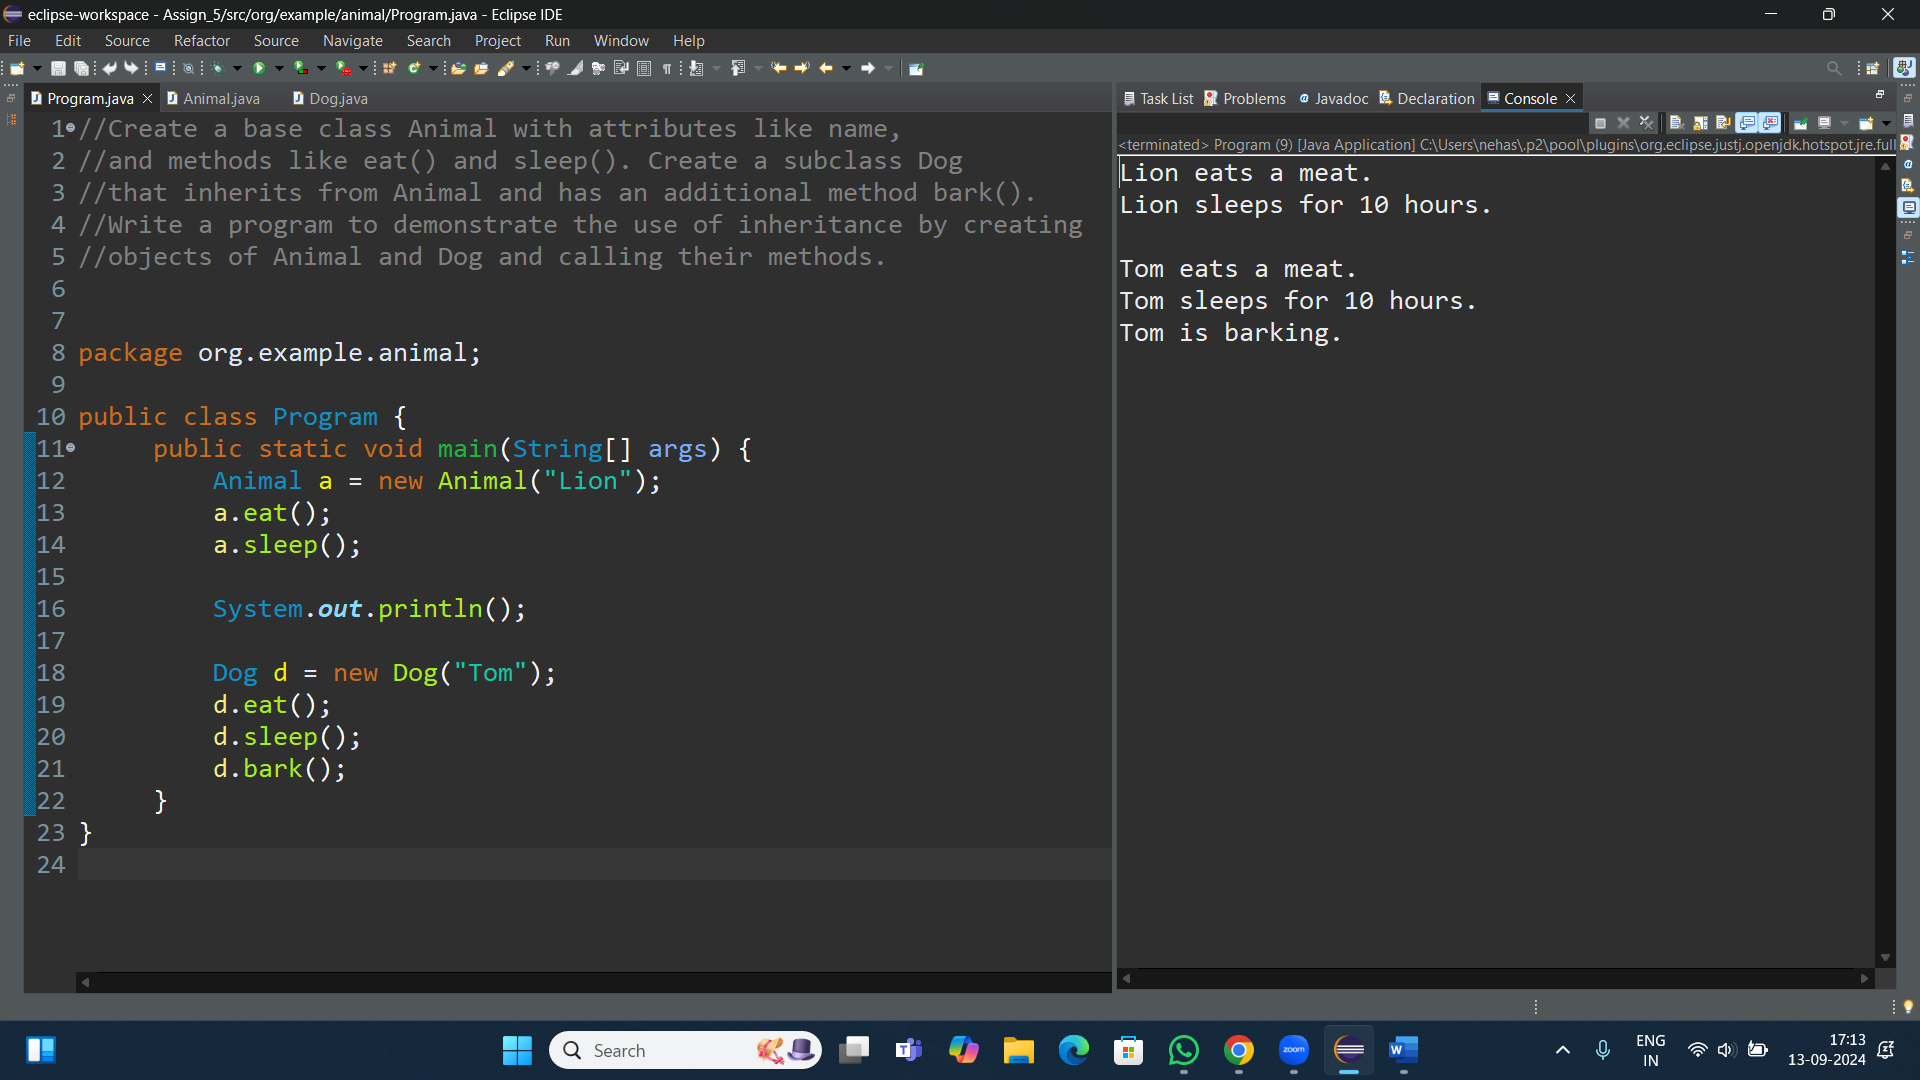 eclipse-workspace - Assign_5/src/org/example/animal/Program.java - Eclipse IDE
File Edit Source Refactor Source Navigate Search Project Run Window Help
Program.java Animal.java Dog.java
1 //Create a base class Animal with attributes like name,
2 //and methods like eat() and sleep(). Create a subclass Dog
3 //that inherits from Animal and has an additional method bark().
4 //Write a program to demonstrate the use of inheritance by creating
5 //objects of Animal and Dog and calling their methods.
6
7
8 package org.example.animal;
9
10 public class Program {
11 public static void main(String[] args) {
12 Animal a = new Animal("Lion");
13 a.eat();
14 a.sleep();
15
16 System.out.println();
17
18 Dog d = new Dog("Tom");
19 d.eat();
20 d.sleep();
21 d.bark();
22 }
23 }
24
Task List Problems Javadoc Declaration Console
<terminated> Program (9) [Java Application] C:\Users\nehas\.p2\pool\plugins\org.eclipse.justj.openjdk.hotspot.jre.full
Lion eats a meat.
Lion sleeps for 10 hours.

Tom eats a meat.
Tom sleeps for 10 hours.
Tom is barking.
Search
zoom
ENG
IN
17:13
13-09-2024